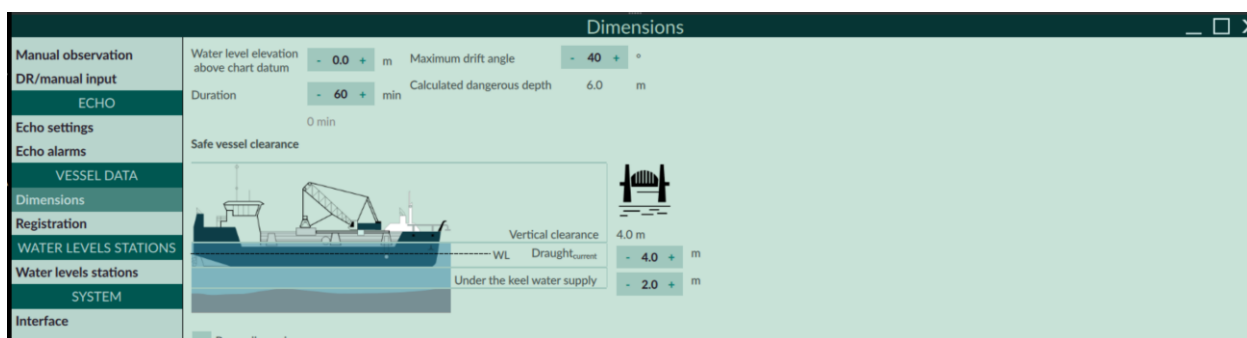 Dimensions
Manual observation
DR/manual input
ECHO
Echo settings
Echo alarms
VESSEL DATA
Dimensions
Registration
WATER LEVELS STATIONS
Water levels stations
SYSTEM
Interface
Water level elevation
above chart datum
- 0.0 + m
Maximum drift angle
- 40 + °
Duration
- 60 + min
Calculated dangerous depth 6.0 m
0 min
Safe vessel clearance
Vertical clearance 4.0 m
WL
Draughtcurrent - 4.0 + m
Under the keel water supply - 2.0 + m